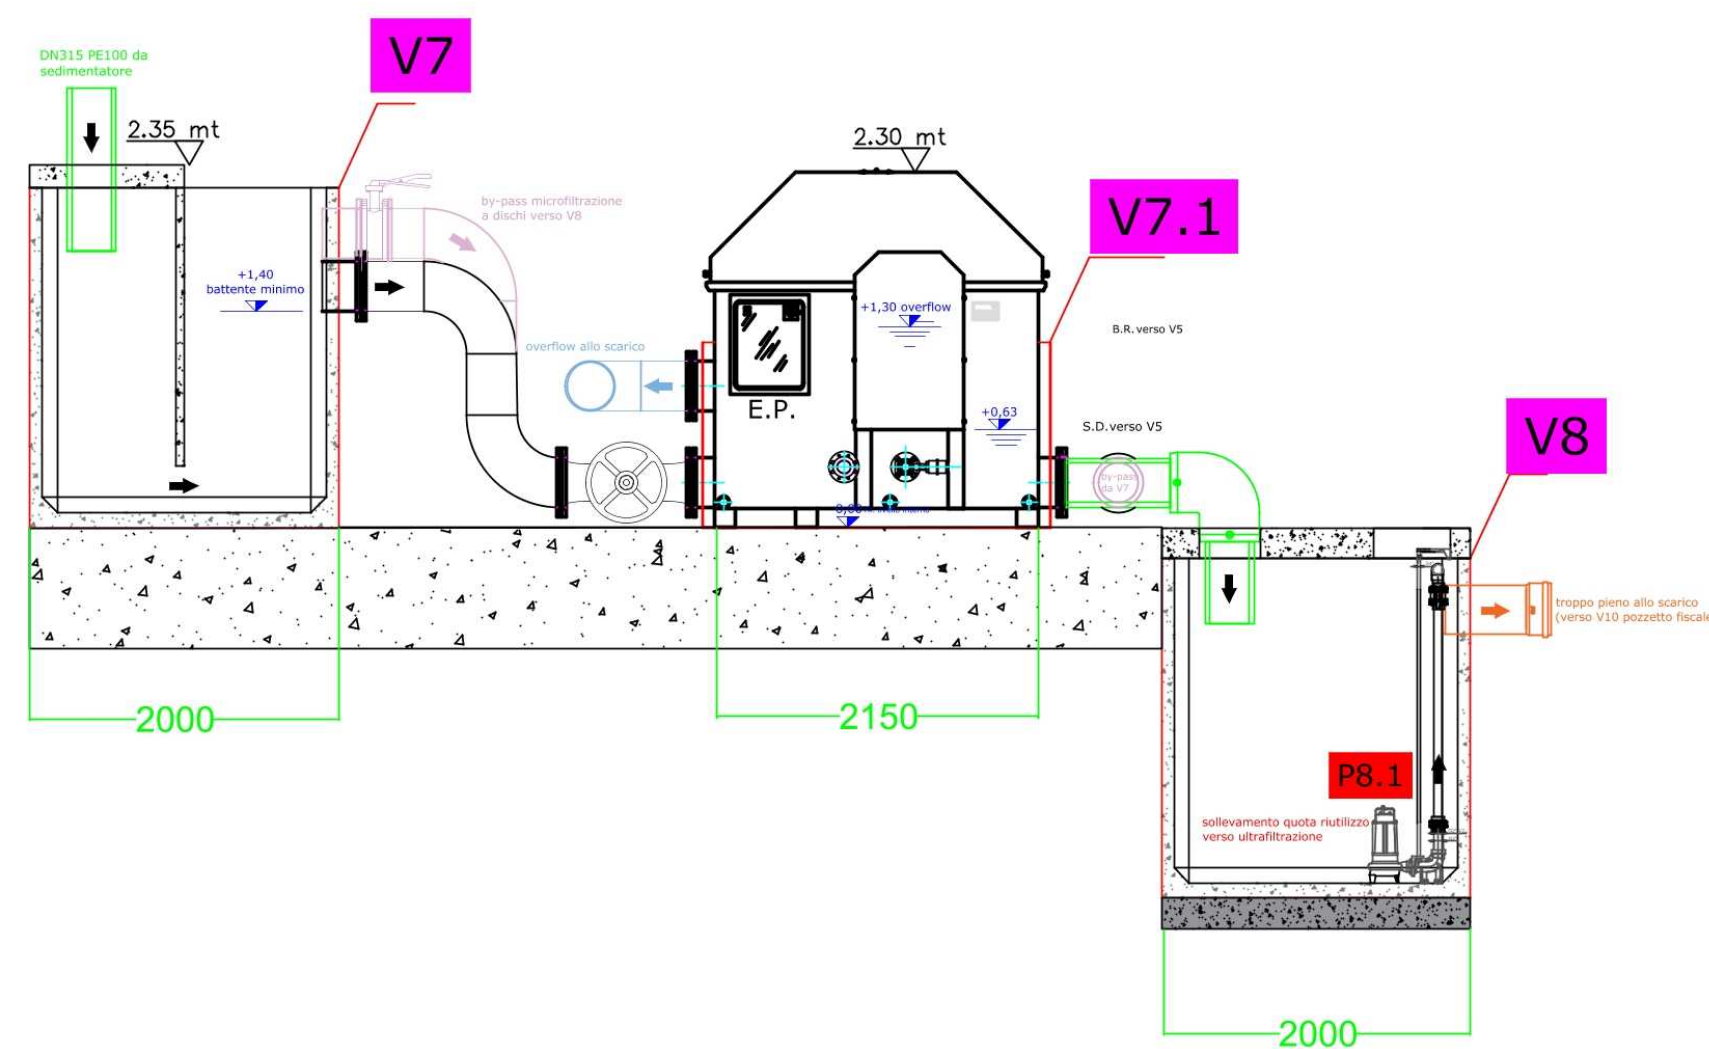 DN315 PE100 da
sedimentatore
V7
2.35 mt
by-pass microfiltrazione
a dischi verso V8
+1,40
battente minimo
overflow allo scarico
2.30 mt
V7.1
+1,30 overflow
B.R. verso V5
E.P.
+0,63
S.D. verso V5
by-pass
da V7
V8
troppo pieno allo scarico
(verso V10 pozzetto fiscale
2000
2150
P8.1
sollevamento quota riutilizzo
verso ultrafiltrazione
2000